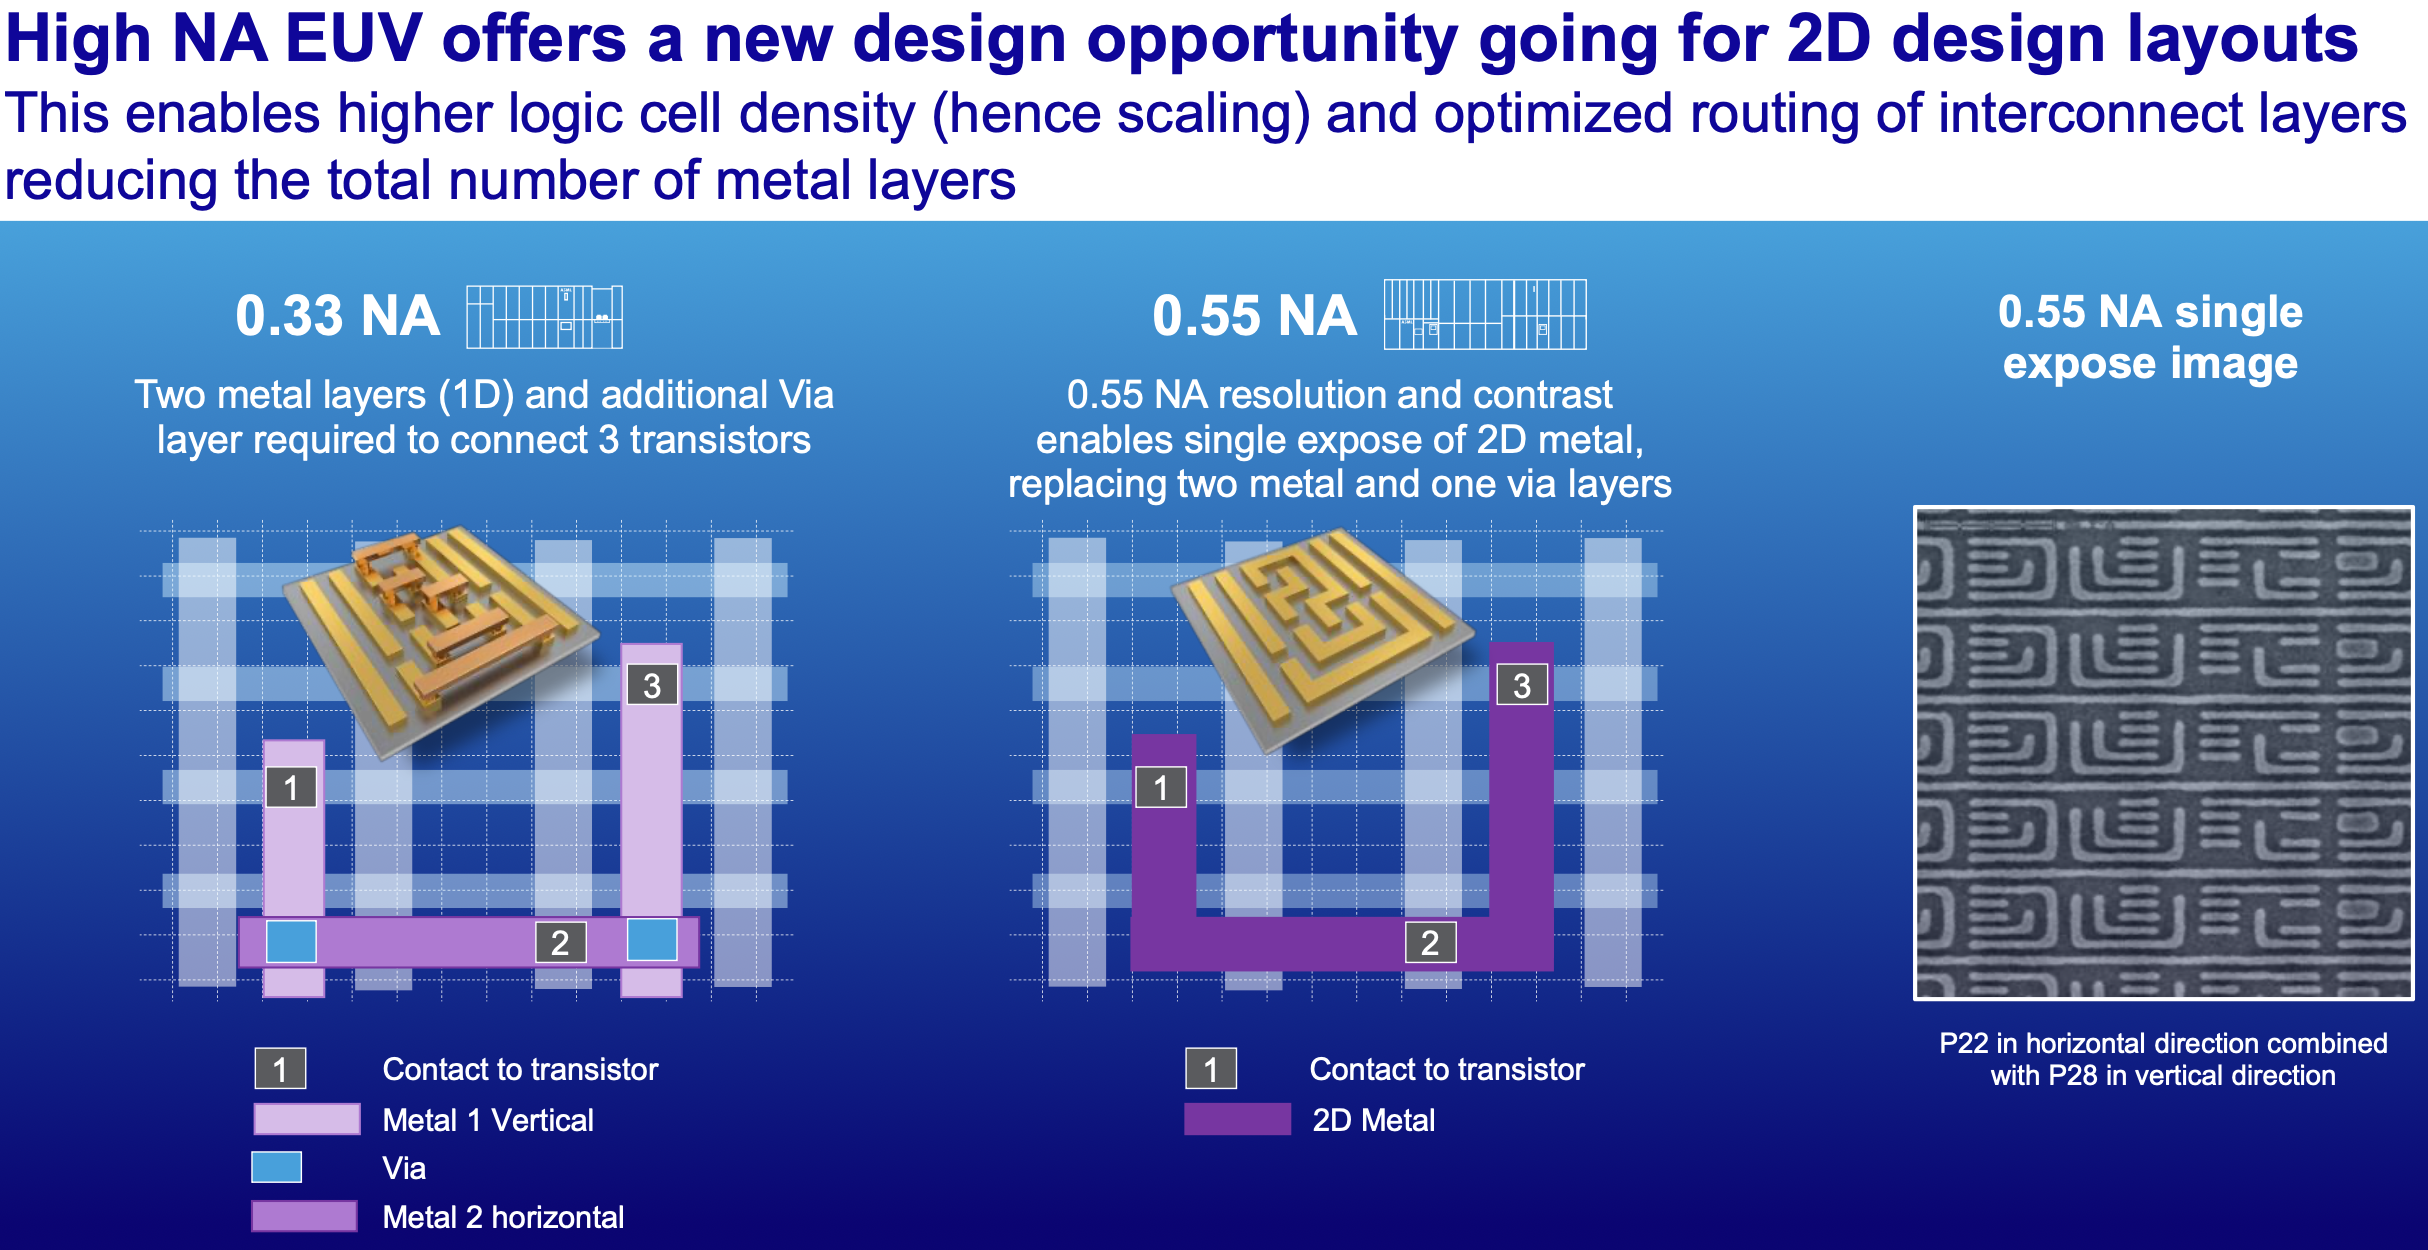 High NA EUV offers a new design opportunity going for 2D design layouts
This enables higher logic cell density (hence scaling) and optimized routing of interconnect layers
reducing the total number of metal layers
0.33 NA
Two metal layers (1D) and additional Via
layer required to connect 3 transistors
3
1
2
1 Contact to transistor
Metal 1 Vertical
Via
Metal 2 horizontal
0.55 NA
0.55 NA resolution and contrast
enables single expose of 2D metal,
replacing two metal and one via layers
3
1
2
1 Contact to transistor
2D Metal
0.55 NA single
expose image
P22 in horizontal direction combined
with P28 in vertical direction